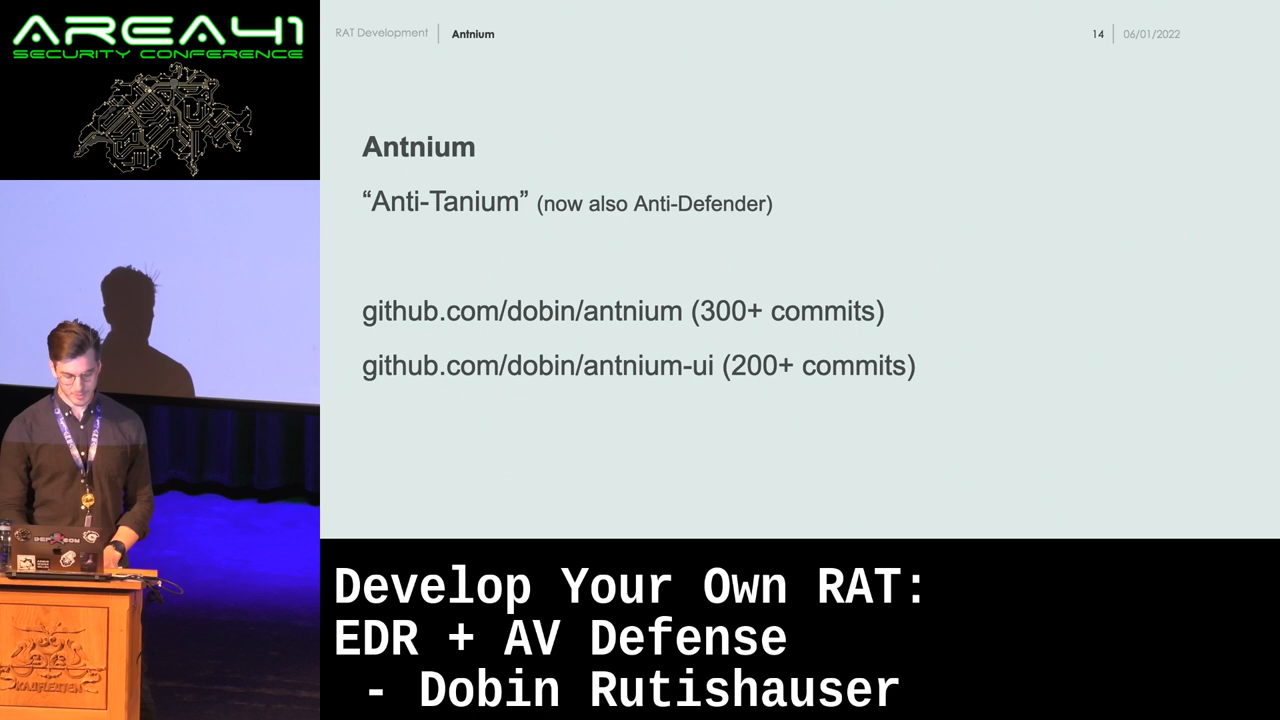 AREA41
SECURITY CONFERENCE
RAT Development | Antnium
14 | 06/01/2022
Antnium
“Anti-Tanium” (now also Anti-Defender)
github.com/dobin/antnium (300+ commits)
github.com/dobin/antnium-ui (200+ commits)
Develop Your Own RAT:
EDR + AV Defense
- Dobin Rutishauser
KAUFLEUTEN